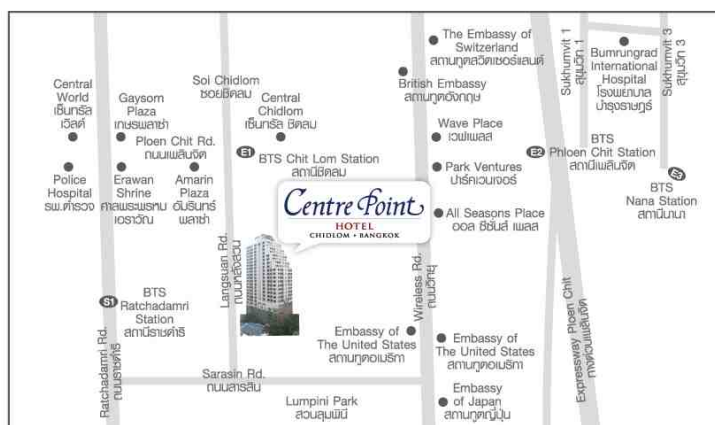 The Embassy of
Switzerland
สถานทูตสวิตเซอร์แลนด์
Sukhumvit 1
สุขุมวิท 1
Bumrungrad
International
Hospital
โรงพยาบาล
บำรุงราษฎร์
Sukhumvit 3
สุขุมวิท 3
Central
World
เซ็นทรัล
เวิลด์
Gaysorn
Plaza
เกษรพลาซ่า
Soi Chidlom
ซอยชิดลม
Central
Chidlom
เซ็นทรัล ชิดลม
British Embassy
สถานทูตอังกฤษ
Wave Place
เวฟเพลส
Ploen Chit Rd.
ถนนเพลินจิต
E1
BTS Chit Lom Station
สถานีชิดลม
E2
BTS
Phloen Chit Station
สถานีเพลินจิต
E3
BTS
Nana Station
สถานีนานา
Police
Hospital
รพ.ตำรวจ
Erawan
Shrine
ศาลพระพรหม
เอราวัณ
Amarin
Plaza
อัมรินทร์
พลาซ่า
Park Ventures
ปาร์คเวนเจอร์
Centre Point
HOTEL
CHIDLOM • BANGKOK
All Seasons Place
ออล ซีซันส์ เพลส
Langsuan Rd.
ถนนหลังสวน
Wireless Rd.
ถนนวิทยุ
S1
BTS
Ratchadamri
Station
สถานีราชดำริ
Ratchadamri Rd.
ถนนราชดำริ
Embassy of
The United States
สถานทูตอเมริกา
Embassy of
The United States
สถานทูตอเมริกา
Expressway Ploen Chit
ทางด่วนเพลินจิต
Sarasin Rd.
ถนนสารสิน
Lumpini Park
สวนลุมพินี
Embassy
of Japan
สถานทูตญี่ปุ่น